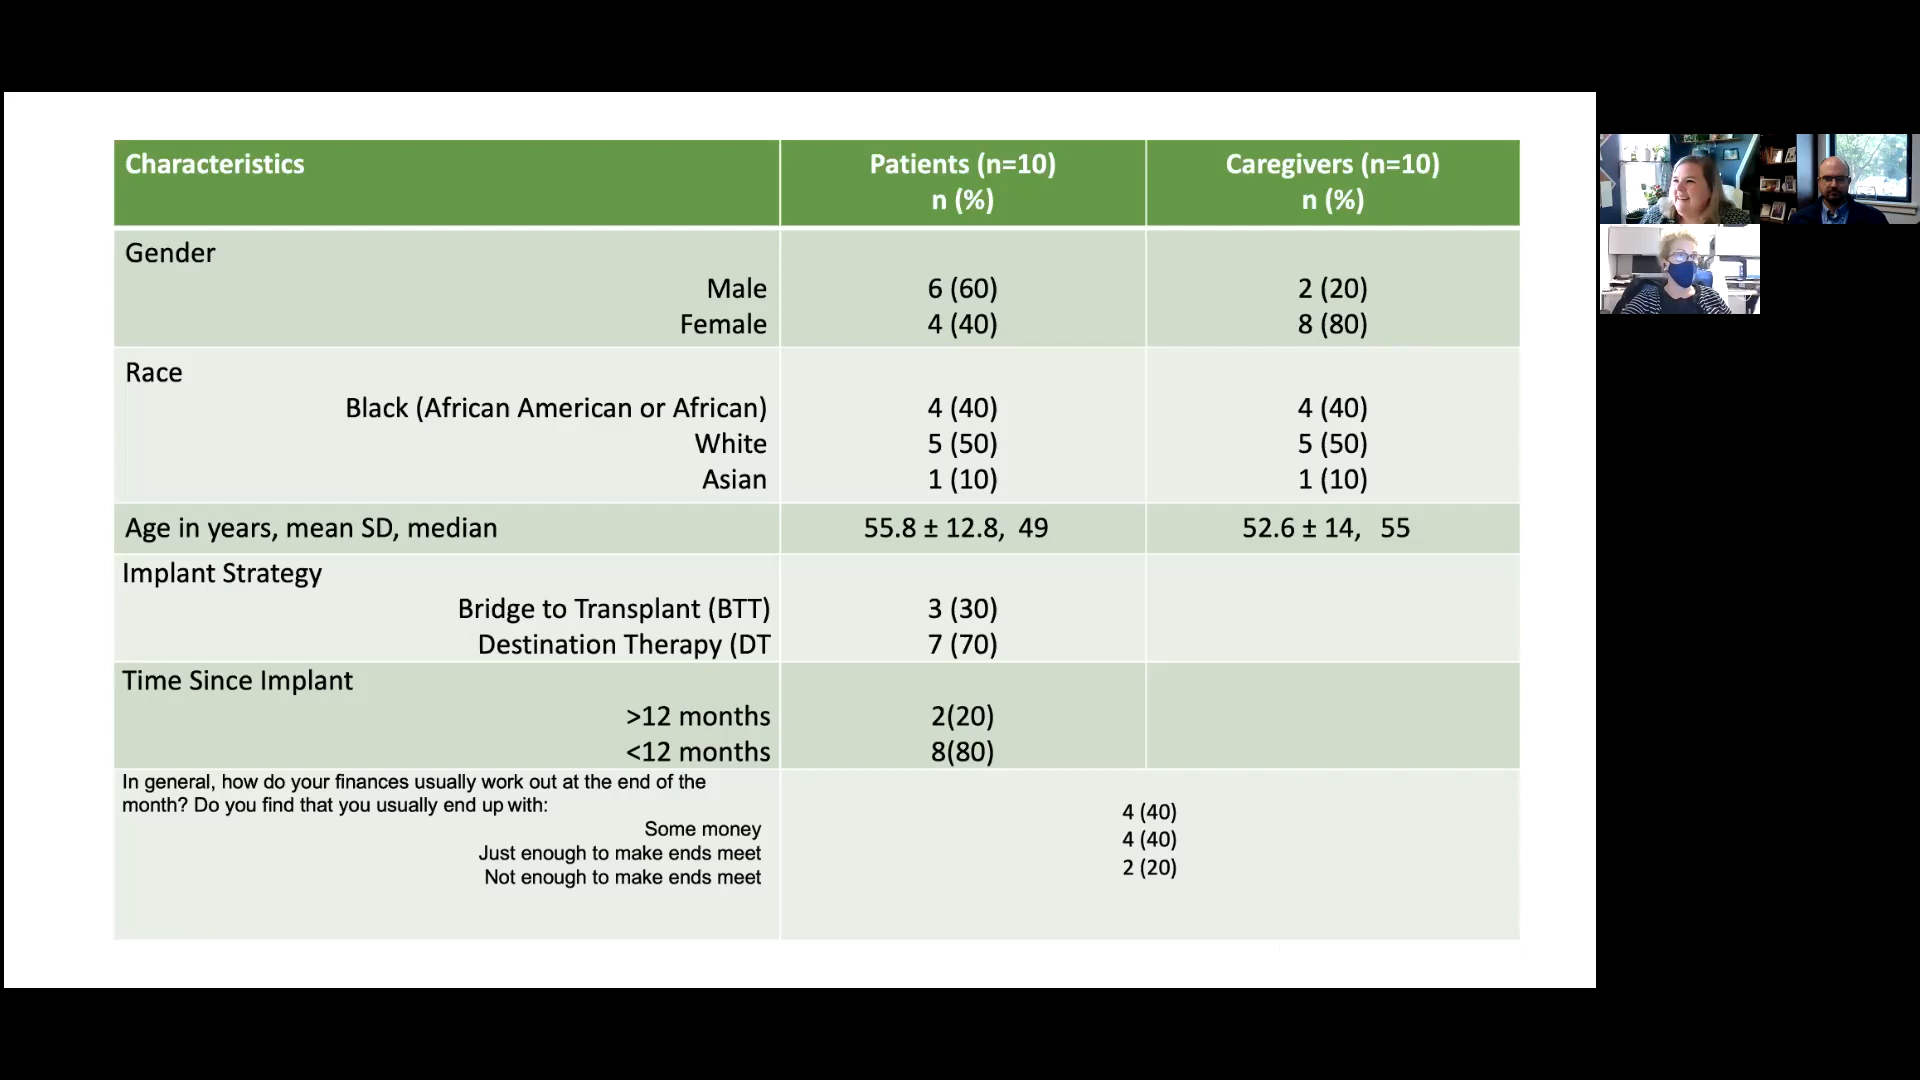 Characteristics
Patients (n=10)
n (%)
Caregivers (n=10)
n (%)
Gender
Male 6 (60) 2 (20)
Female 4 (40) 8 (80)
Race
Black (African American or African) 4 (40) 4 (40)
White 5 (50) 5 (50)
Asian 1 (10) 1 (10)
Age in years, mean SD, median 55.8 ± 12.8, 49 52.6 ± 14, 55
Implant Strategy
Bridge to Transplant (BTT) 3 (30)
Destination Therapy (DT 7 (70)
Time Since Implant
>12 months 2(20)
<12 months 8(80)
In general, how do your finances usually work out at the end of the
month? Do you find that you usually end up with:
Some money 4 (40)
Just enough to make ends meet 4 (40)
Not enough to make ends meet 2 (20)